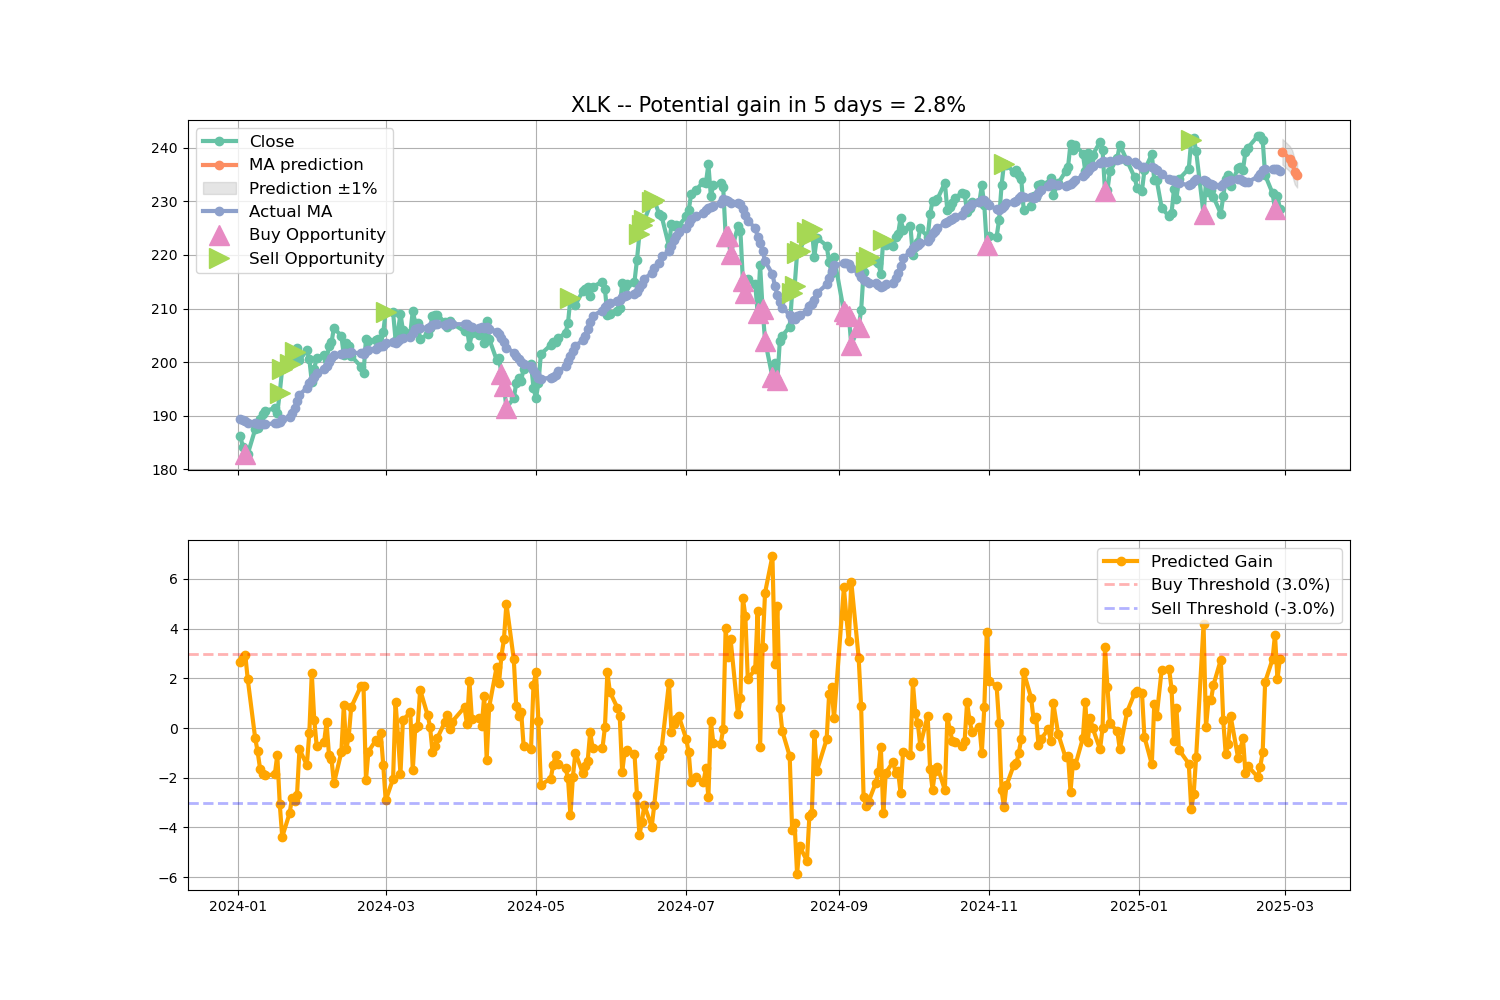 XLK -- Potential gain in 5 days = 2.8%
Close
MA prediction
Prediction ±1%
Actual MA
Buy Opportunity
Sell Opportunity
240
230
220
210
200
190
180
Predicted Gain
Buy Threshold (3.0%)
Sell Threshold (-3.0%)
6
4
2
0
−2
−4
−6
2024-01 2024-03 2024-05 2024-07 2024-09 2024-11 2025-01 2025-03